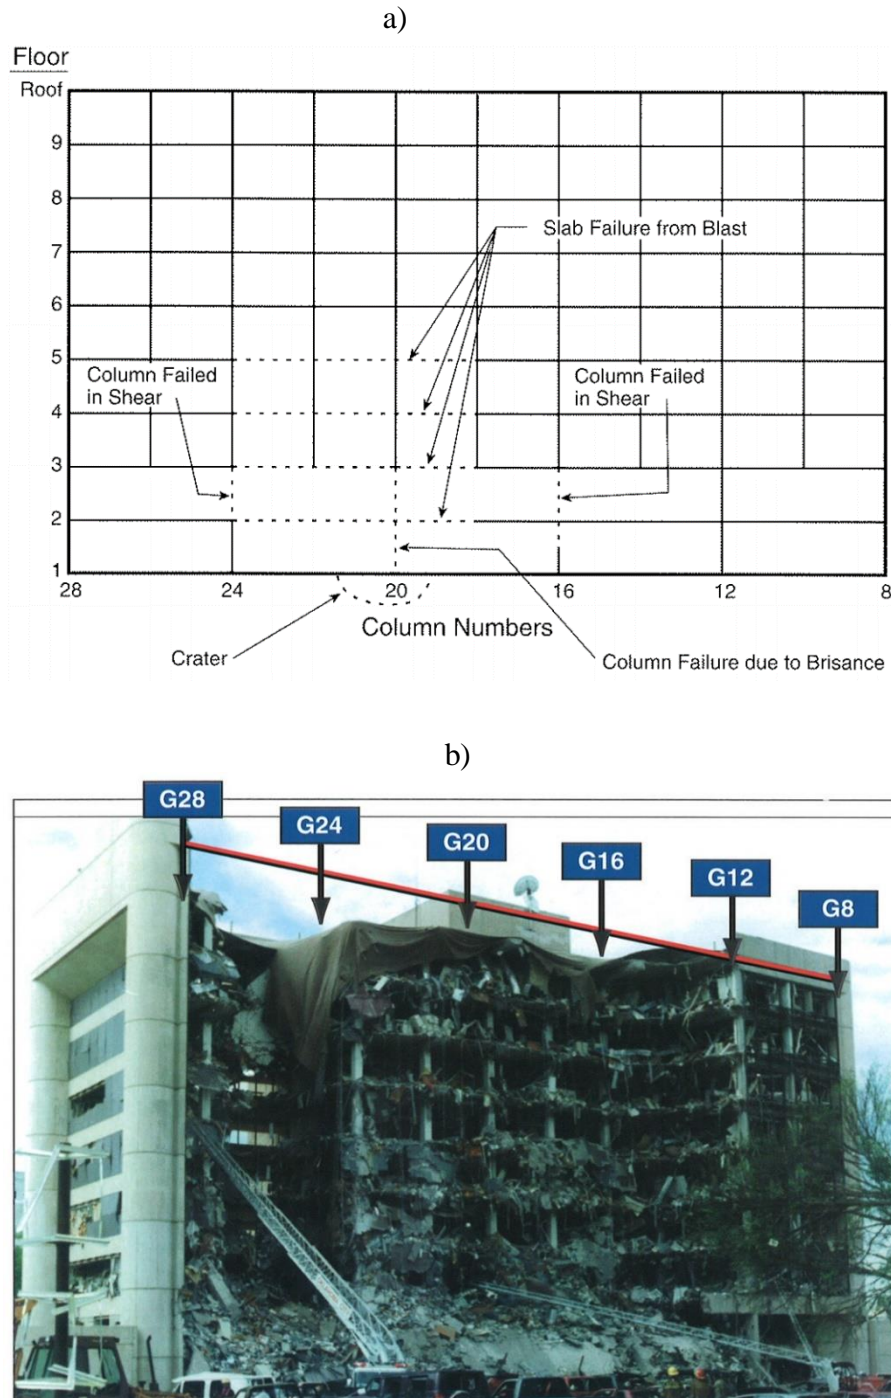 a)
Floor
Roof
9
8
Slab Failure from Blast
7
6
5
Column Failed
in Shear
Column Failed
in Shear
4
3
2
1
28 24 20 16 12 8
Column Numbers
Crater
Column Failure due to Brisance
b)
G28
G24
G20
G16
G12
G8